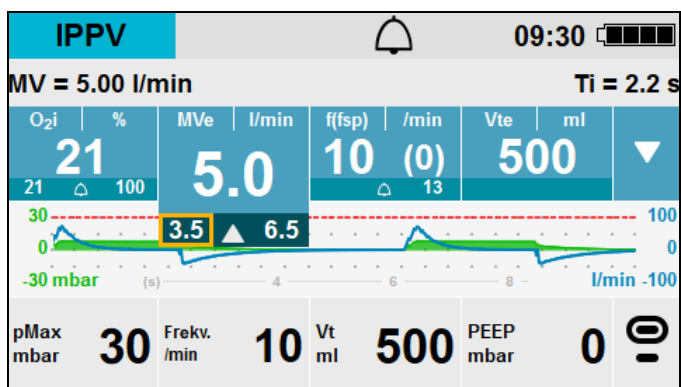 IPPV 09:30
MV = 5.00 l/min Ti = 2.2 s
O₂i % MVe l/min f(fsp) /min Vte ml
21 5.0 10 (0) 500
21 100 13
3.5 6.5
30 100
0 0
-30 mbar (s) 4 6 8 l/min -100
pMax mbar 30 Frekv. /min 10 Vt ml 500 PEEP mbar 0